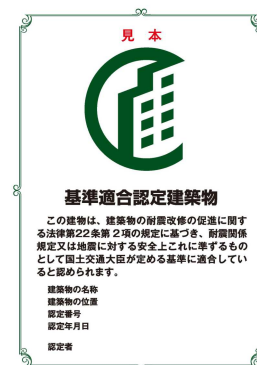 見 本
基準適合認定建築物
この建物は、建築物の耐震改修の促進に関す
る法律第22条第２項の規定に基づき、耐震関係
規定又は地震に対する安全上これに準ずるもの
として国土交通大臣が定める基準に適合してい
ると認められます。
建築物の名称
建築物の位置
認定番号
認定年月日
認定者